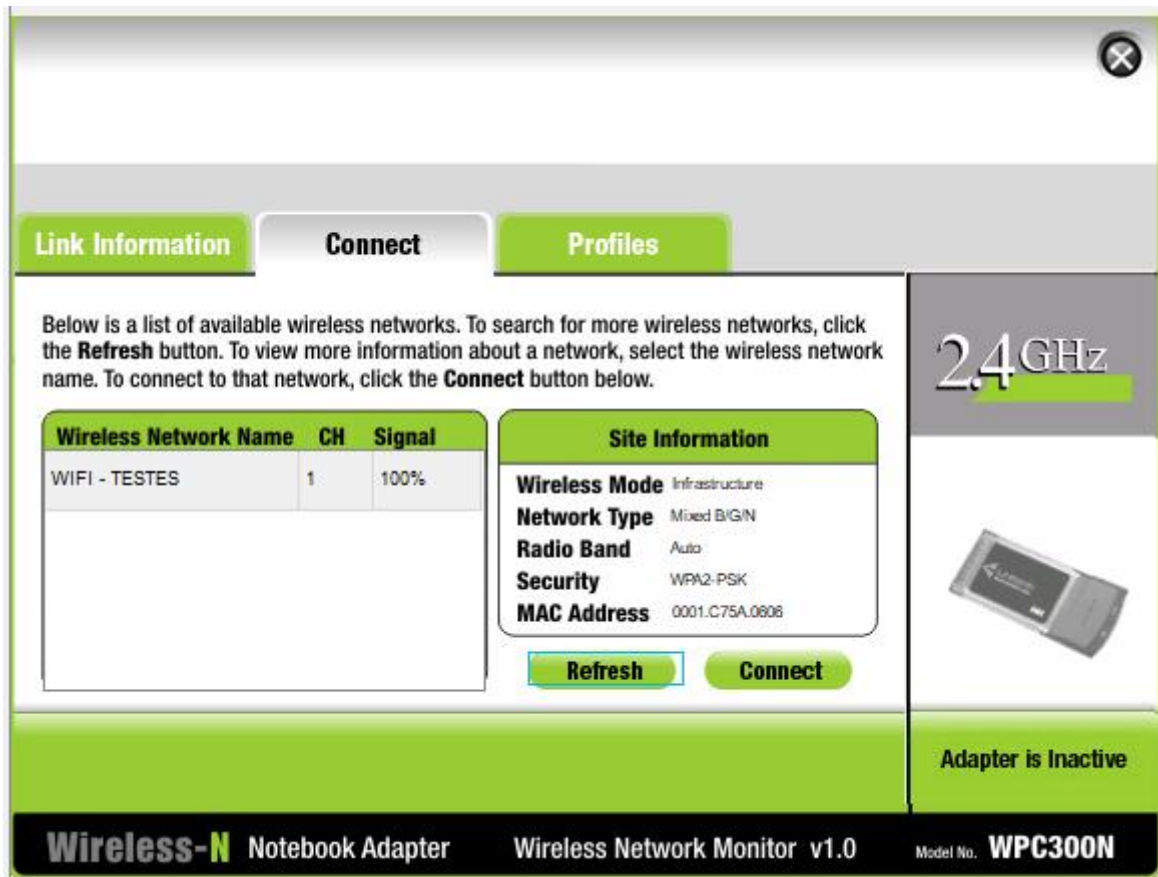 Link Information Connect Profiles
Below is a list of available wireless networks. To search for more wireless networks, click
the Refresh button. To view more information about a network, select the wireless network
name. To connect to that network, click the Connect button below.
2.4GHz
Wireless Network Name CH Signal
WIFI - TESTES 1 100%
Site Information
Wireless Mode Infrastructure
Network Type Mixed B/G/N
Radio Band Auto
Security WPA2-PSK
MAC Address 0001.C75A.0606
Refresh Connect
Adapter is Inactive
Wireless-N Notebook Adapter Wireless Network Monitor v1.0 Model No. WPC300N